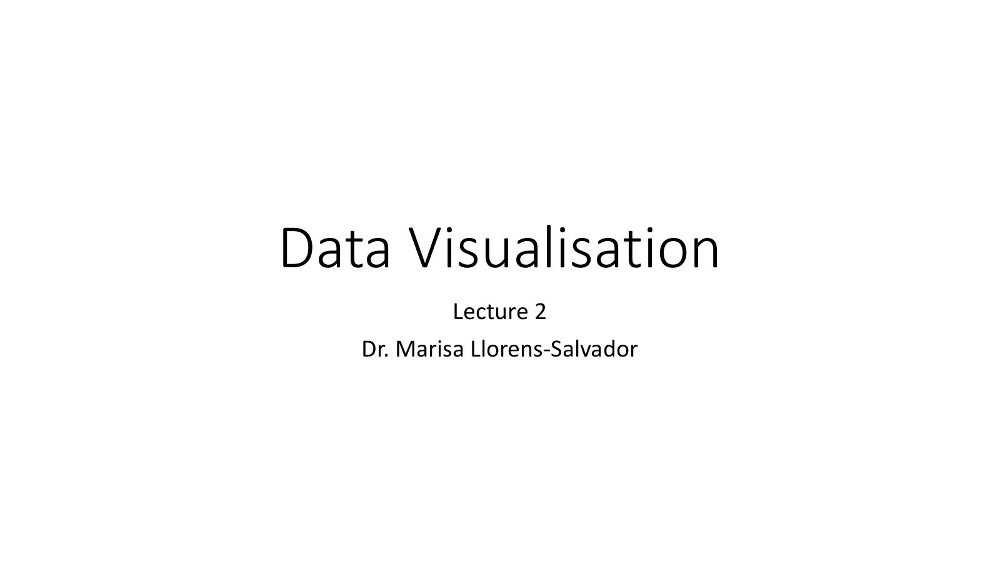 Data Visualisation
Lecture 2
Dr. Marisa Llorens-Salvador